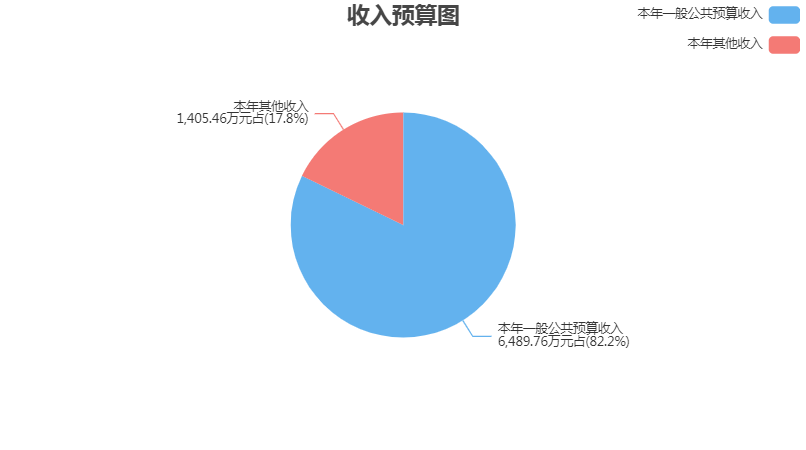 收入预算图
本年一般公共预算收入
本年其他收入
本年其他收入
1,405.46万元占(17.8%)
本年一般公共预算收入
6,489.76万元占(82.2%)